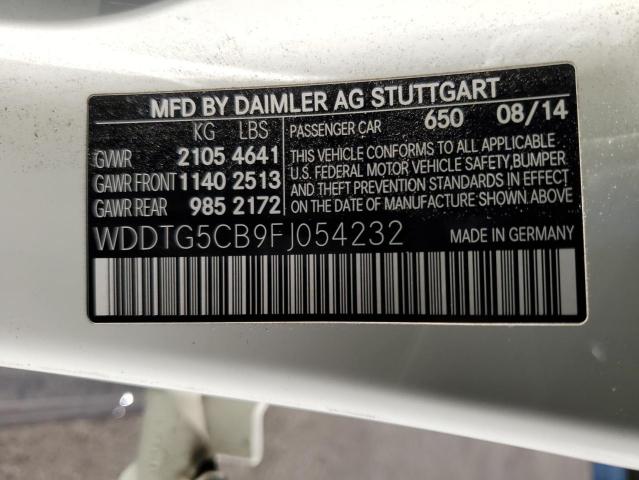 MFD BY DAIMLER AG STUTTGART
KG LBS
GVWR 2105 4641
GAWR FRONT 1140 2513
GAWR REAR 985 2172
PASSENGER CAR 650 08/14
THIS VEHICLE CONFORMS TO ALL APPLICABLE
U.S. FEDERAL MOTOR VEHICLE SAFETY, BUMPER
AND THEFT PREVENTION STANDARDS IN EFFECT
ON THE DATE OF MANUFACTURE SHOWN ABOVE.
WDDTG5CB9FJ054232 MADE IN GERMANY